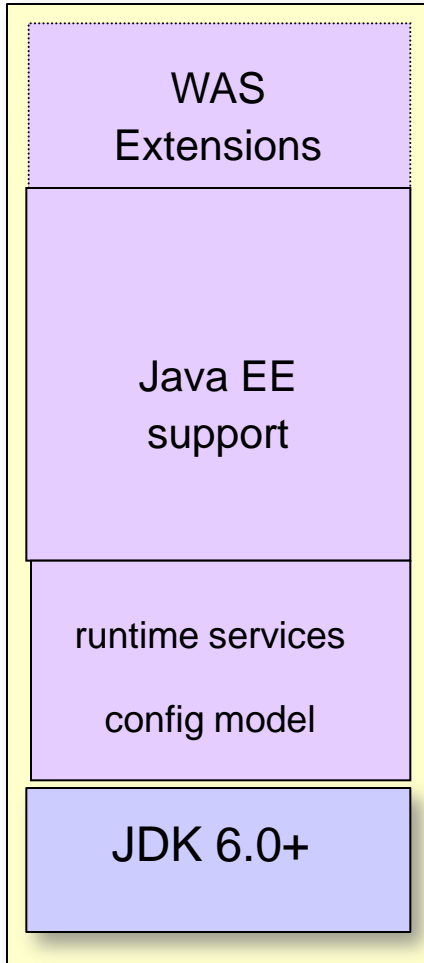 WAS
Extensions
Java EE
support
runtime services
config model
JDK 6.0+